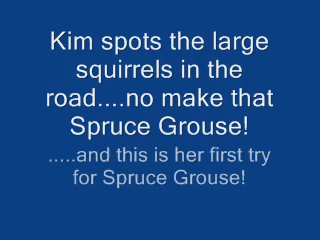 Kim spots the large
squirrels in the
road....no make that
Spruce Grouse!
.....and this is her first try
for Spruce Grouse!